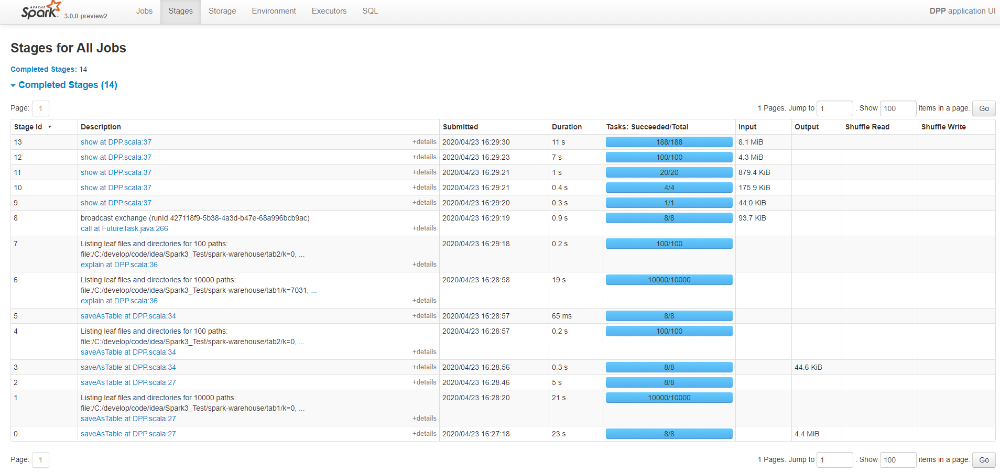 APACHE
Spark 3.0.0-preview2 Jobs Stages Storage Environment Executors SQL DPP application UI
Stages for All Jobs
Completed Stages: 14
Completed Stages (14)
Page: 1 1 Pages. Jump to 1 . Show 100 items in a page. Go
Stage Id Description Submitted Duration Tasks: Succeeded/Total Input Output Shuffle Read Shuffle Write
13 show at DPP.scala:37 +details 2020/04/23 16:29:30 11 s 188/188 8.1 MiB
12 show at DPP.scala:37 +details 2020/04/23 16:29:23 7 s 100/100 4.3 MiB
11 show at DPP.scala:37 +details 2020/04/23 16:29:21 1 s 20/20 879.4 KiB
10 show at DPP.scala:37 +details 2020/04/23 16:29:21 0.4 s 4/4 175.9 KiB
9 show at DPP.scala:37 +details 2020/04/23 16:29:20 0.3 s 1/1 44.0 KiB
8 broadcast exchange (runId 427118f9-5b38-4a3d-b47e-68a996bcb9ac) 2020/04/23 16:29:19 0.9 s 8/8 93.7 KiB
call at FutureTask.java:266 +details
7 Listing leaf files and directories for 100 paths: 2020/04/23 16:29:18 0.2 s 100/100
file:/C:/develop/code/idea/Spark3_Test/spark-warehouse/tab2/k=0, ...
explain at DPP.scala:36 +details
6 Listing leaf files and directories for 10000 paths: 2020/04/23 16:28:58 19 s 10000/10000
file:/C:/develop/code/idea/Spark3_Test/spark-warehouse/tab1/k=7031, ...
explain at DPP.scala:36 +details
5 saveAsTable at DPP.scala:34 +details 2020/04/23 16:28:57 65 ms 8/8
4 Listing leaf files and directories for 100 paths: 2020/04/23 16:28:57 0.2 s 100/100
file:/C:/develop/code/idea/Spark3_Test/spark-warehouse/tab2/k=0, ...
saveAsTable at DPP.scala:34 +details
3 saveAsTable at DPP.scala:34 +details 2020/04/23 16:28:56 0.3 s 8/8 44.6 KiB
2 saveAsTable at DPP.scala:27 +details 2020/04/23 16:28:46 5 s 8/8
1 Listing leaf files and directories for 10000 paths: 2020/04/23 16:28:20 21 s 10000/10000
file:/C:/develop/code/idea/Spark3_Test/spark-warehouse/tab1/k=0, ...
saveAsTable at DPP.scala:27 +details
0 saveAsTable at DPP.scala:27 +details 2020/04/23 16:27:18 23 s 8/8 4.4 MiB
Page: 1 1 Pages. Jump to 1 . Show 100 items in a page. Go